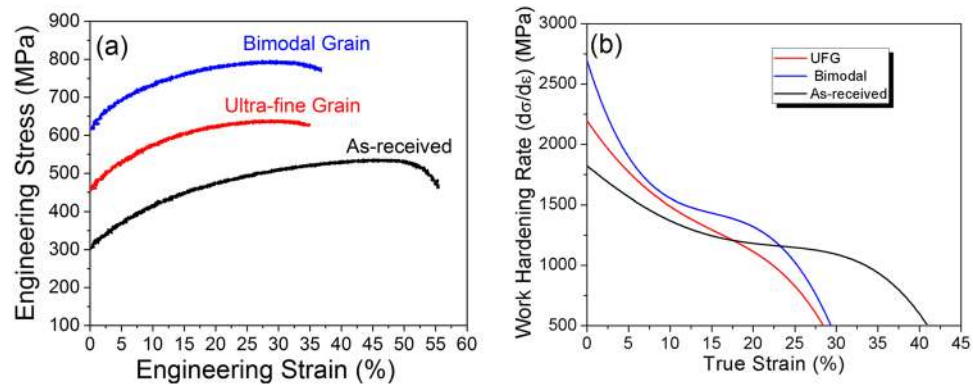 (a)
Bimodal Grain
Ultra-fine Grain
As-received
Engineering Stress (MPa)
900
800
700
600
500
400
300
200
100
0 5 10 15 20 25 30 35 40 45 50 55 60
Engineering Strain (%)
(b)
UFG
Bimodal
As-received
Work Hardening Rate (dσ/dε) (MPa)
3000
2500
2000
1500
1000
500
0 5 10 15 20 25 30 35 40 45
True Strain (%)